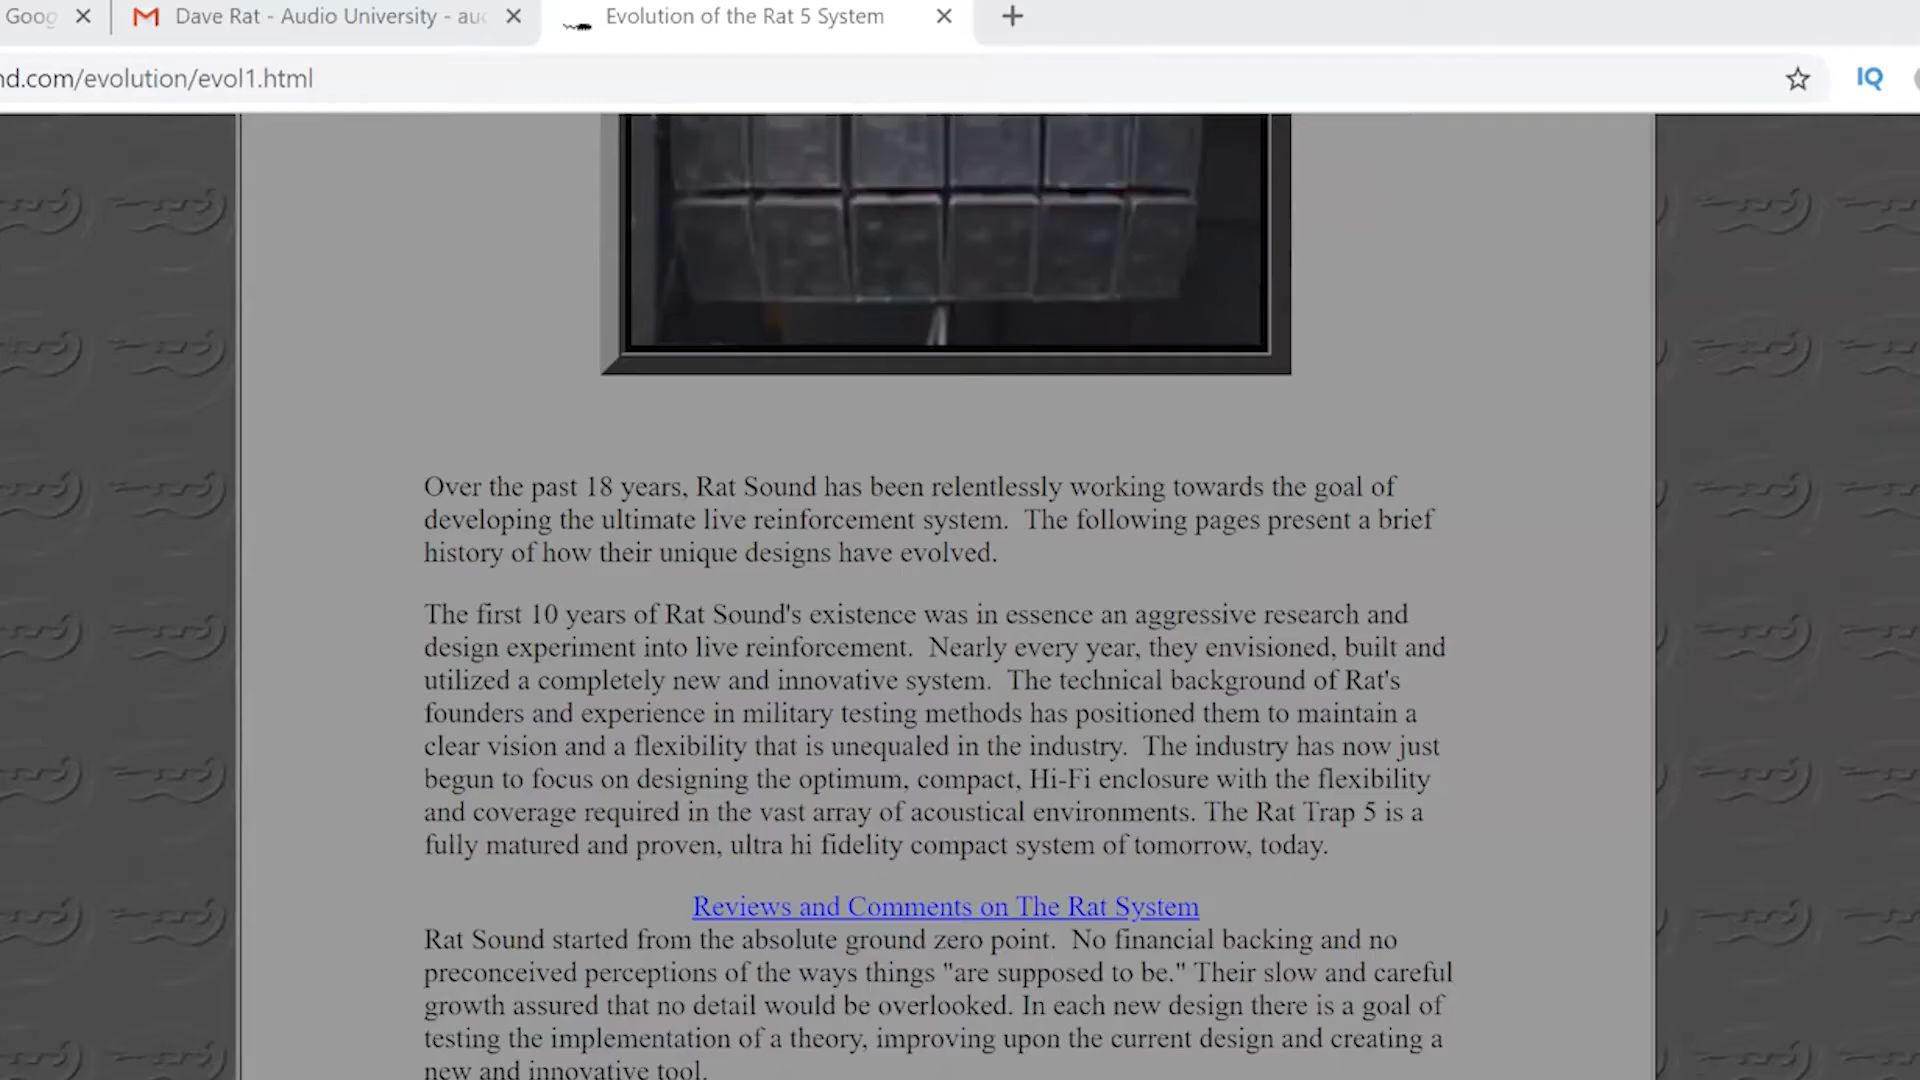 Goog
Dave Rat - Audio University - auc
Evolution of the Rat 5 System
nd.com/evolution/evol1.html
IQ
Over the past 18 years, Rat Sound has been relentlessly working towards the goal of
developing the ultimate live reinforcement system.  The following pages present a brief
history of how their unique designs have evolved.
The first 10 years of Rat Sound's existence was in essence an aggressive research and
design experiment into live reinforcement.  Nearly every year, they envisioned, built and
utilized a completely new and innovative system.  The technical background of Rat's
founders and experience in military testing methods has positioned them to maintain a
clear vision and a flexibility that is unequaled in the industry.  The industry has now just
begun to focus on designing the optimum, compact, Hi-Fi enclosure with the flexibility
and coverage required in the vast array of acoustical environments. The Rat Trap 5 is a
fully matured and proven, ultra hi fidelity compact system of tomorrow, today.
Reviews and Comments on The Rat System
Rat Sound started from the absolute ground zero point.  No financial backing and no
preconceived perceptions of the ways things "are supposed to be." Their slow and careful
growth assured that no detail would be overlooked. In each new design there is a goal of
testing the implementation of a theory, improving upon the current design and creating a
new and innovative tool.